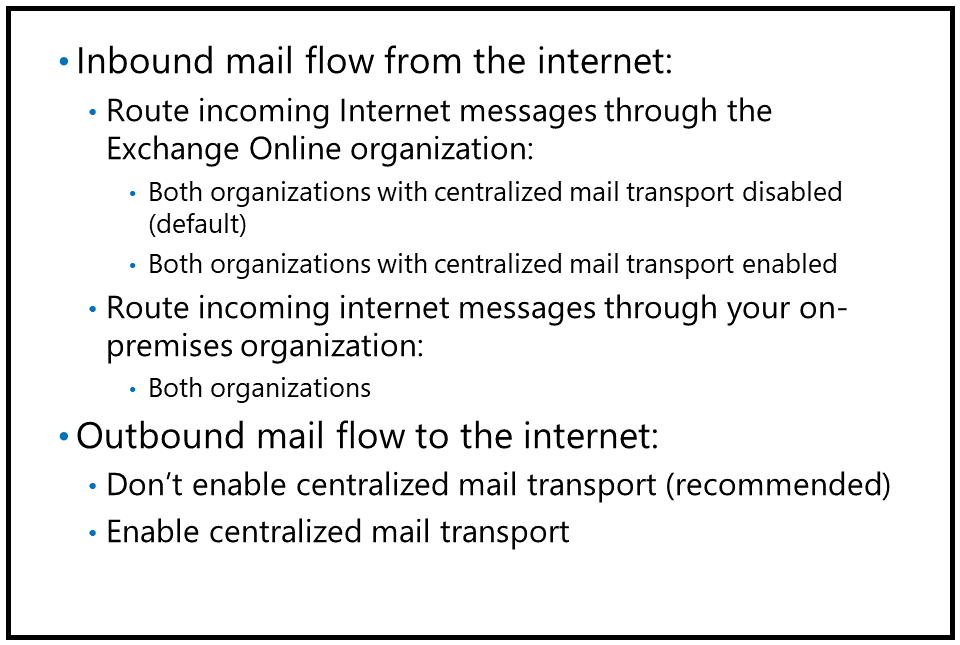 • Inbound mail flow from the internet:
• Route incoming Internet messages through the
Exchange Online organization:
• Both organizations with centralized mail transport disabled
(default)
• Both organizations with centralized mail transport enabled
• Route incoming internet messages through your on-
premises organization:
• Both organizations
• Outbound mail flow to the internet:
• Don’t enable centralized mail transport (recommended)
• Enable centralized mail transport